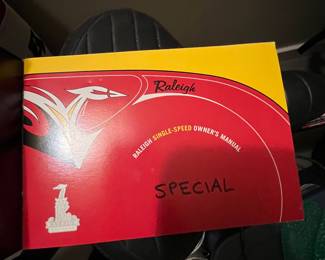 Raleigh
RALEIGH SINGLE-SPEED OWNER'S MANUAL
SPECIAL